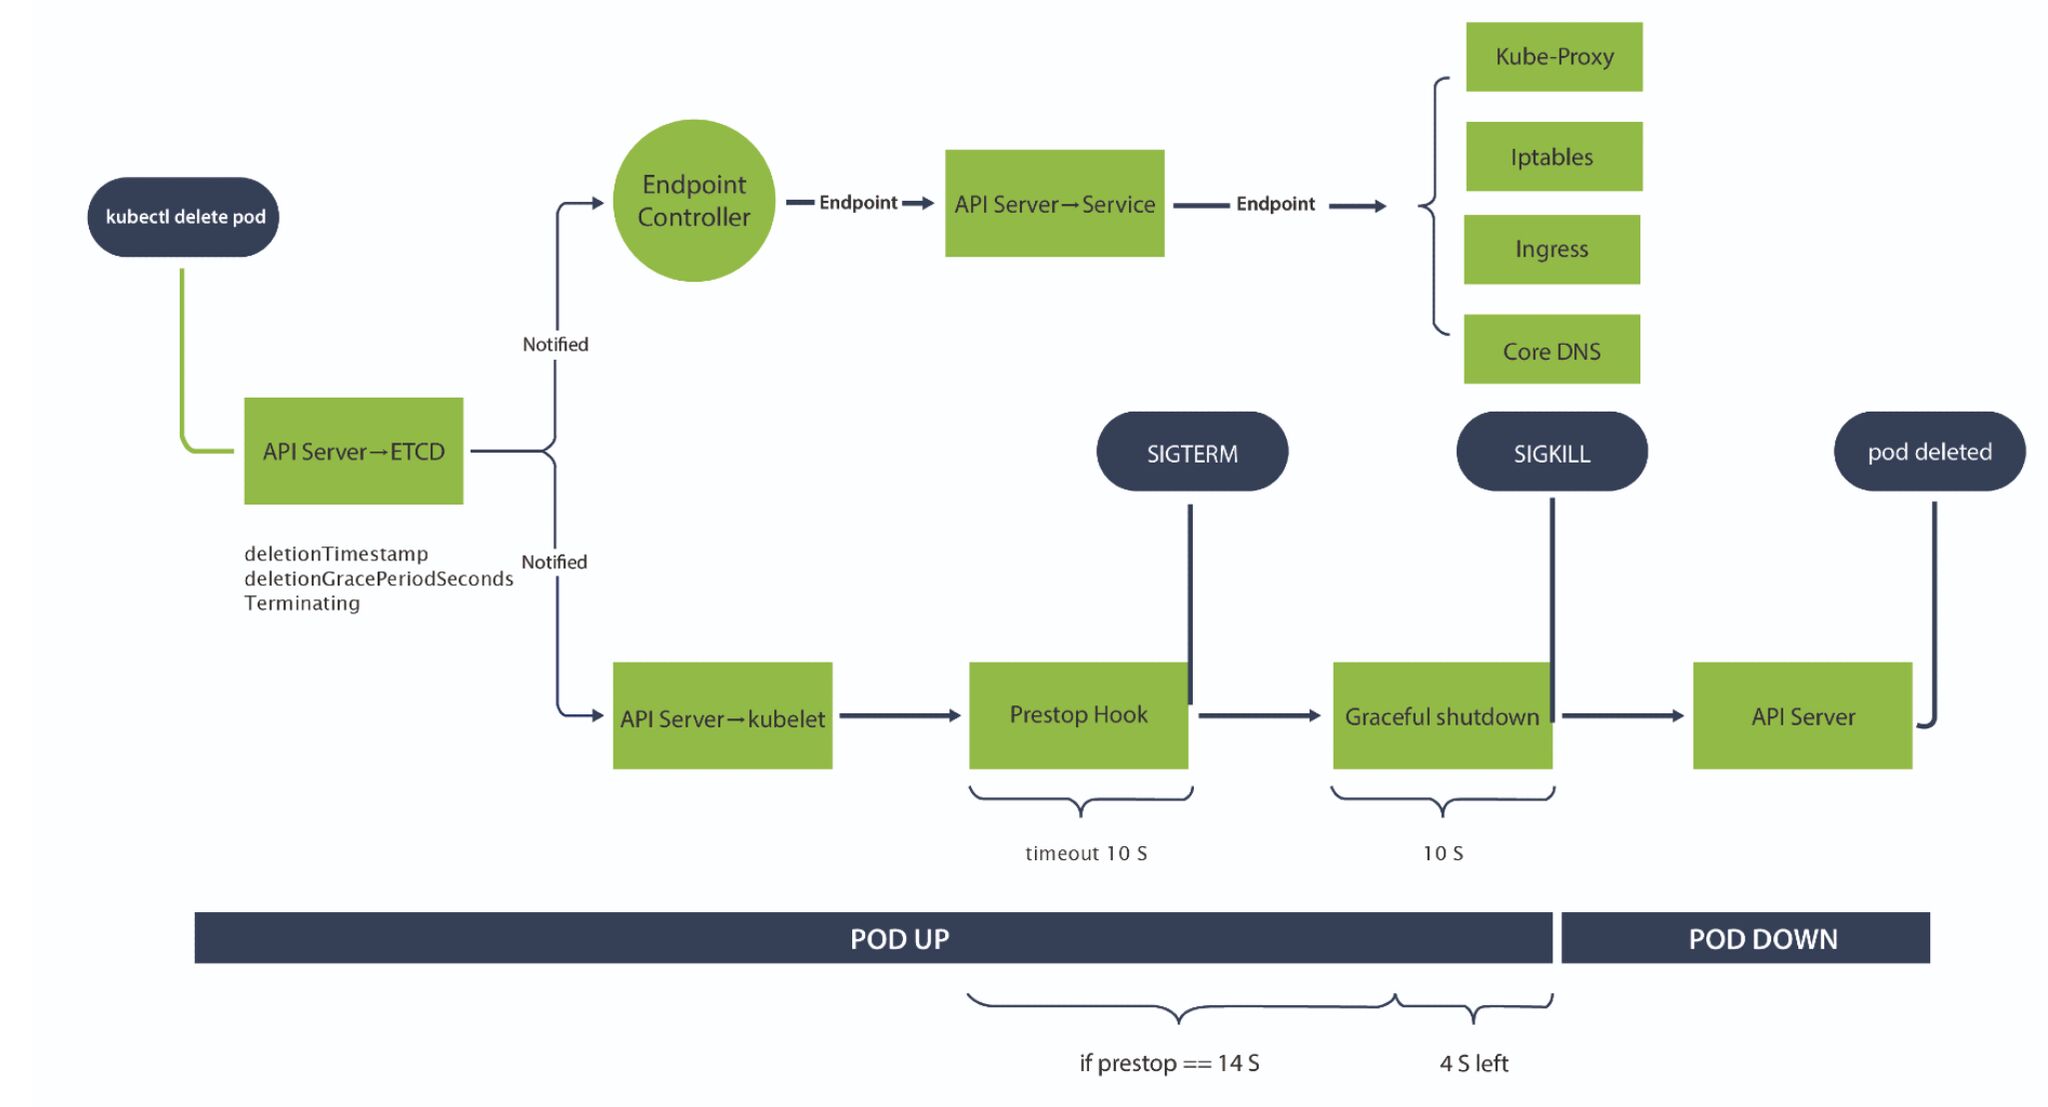 Kube-Proxy
Iptables
Ingress
Core DNS
kubectl delete pod
Endpoint
Controller
Endpoint
API Server→Service
Endpoint
Notified
API Server→ETCD
deletionTimestamp
deletionGracePeriodSeconds
Terminating
Notified
SIGTERM
SIGKILL
pod deleted
API Server→kubelet
Prestop Hook
Graceful shutdown
API Server
timeout 10 S
10 S
POD UP
POD DOWN
if prestop == 14 S
4 S left